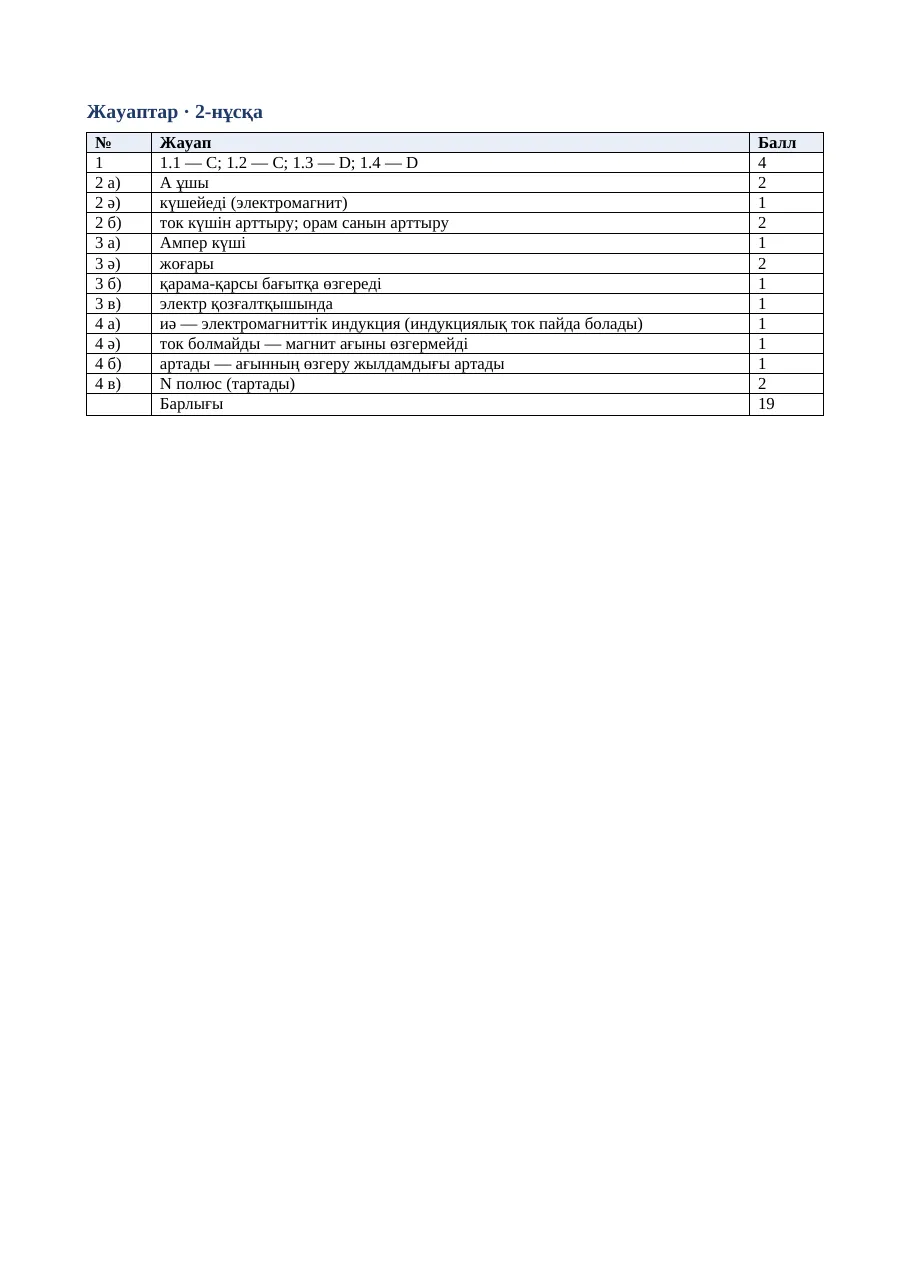 Жауаптар · 2-нұсқа
№ Жауап Балл
1 1.1 — C; 1.2 — C; 1.3 — D; 1.4 — D 4
2 а) А ұшы 2
2 ә) күшейеді (электромагнит) 1
2 б) ток күшін арттыру; орам санын арттыру 2
3 а) Ампер күші 1
3 ә) жоғары 2
3 б) қарама-қарсы бағытқа өзгереді 1
3 в) электр қозғалтқышында 1
4 а) иә — электромагниттік индукция (индукциялық ток пайда болады) 1
4 ә) ток болмайды — магнит ағыны өзгермейді 1
4 б) артады — ағынның өзгеру жылдамдығы артады 1
4 в) N полюс (тартады) 2
Барлығы 19